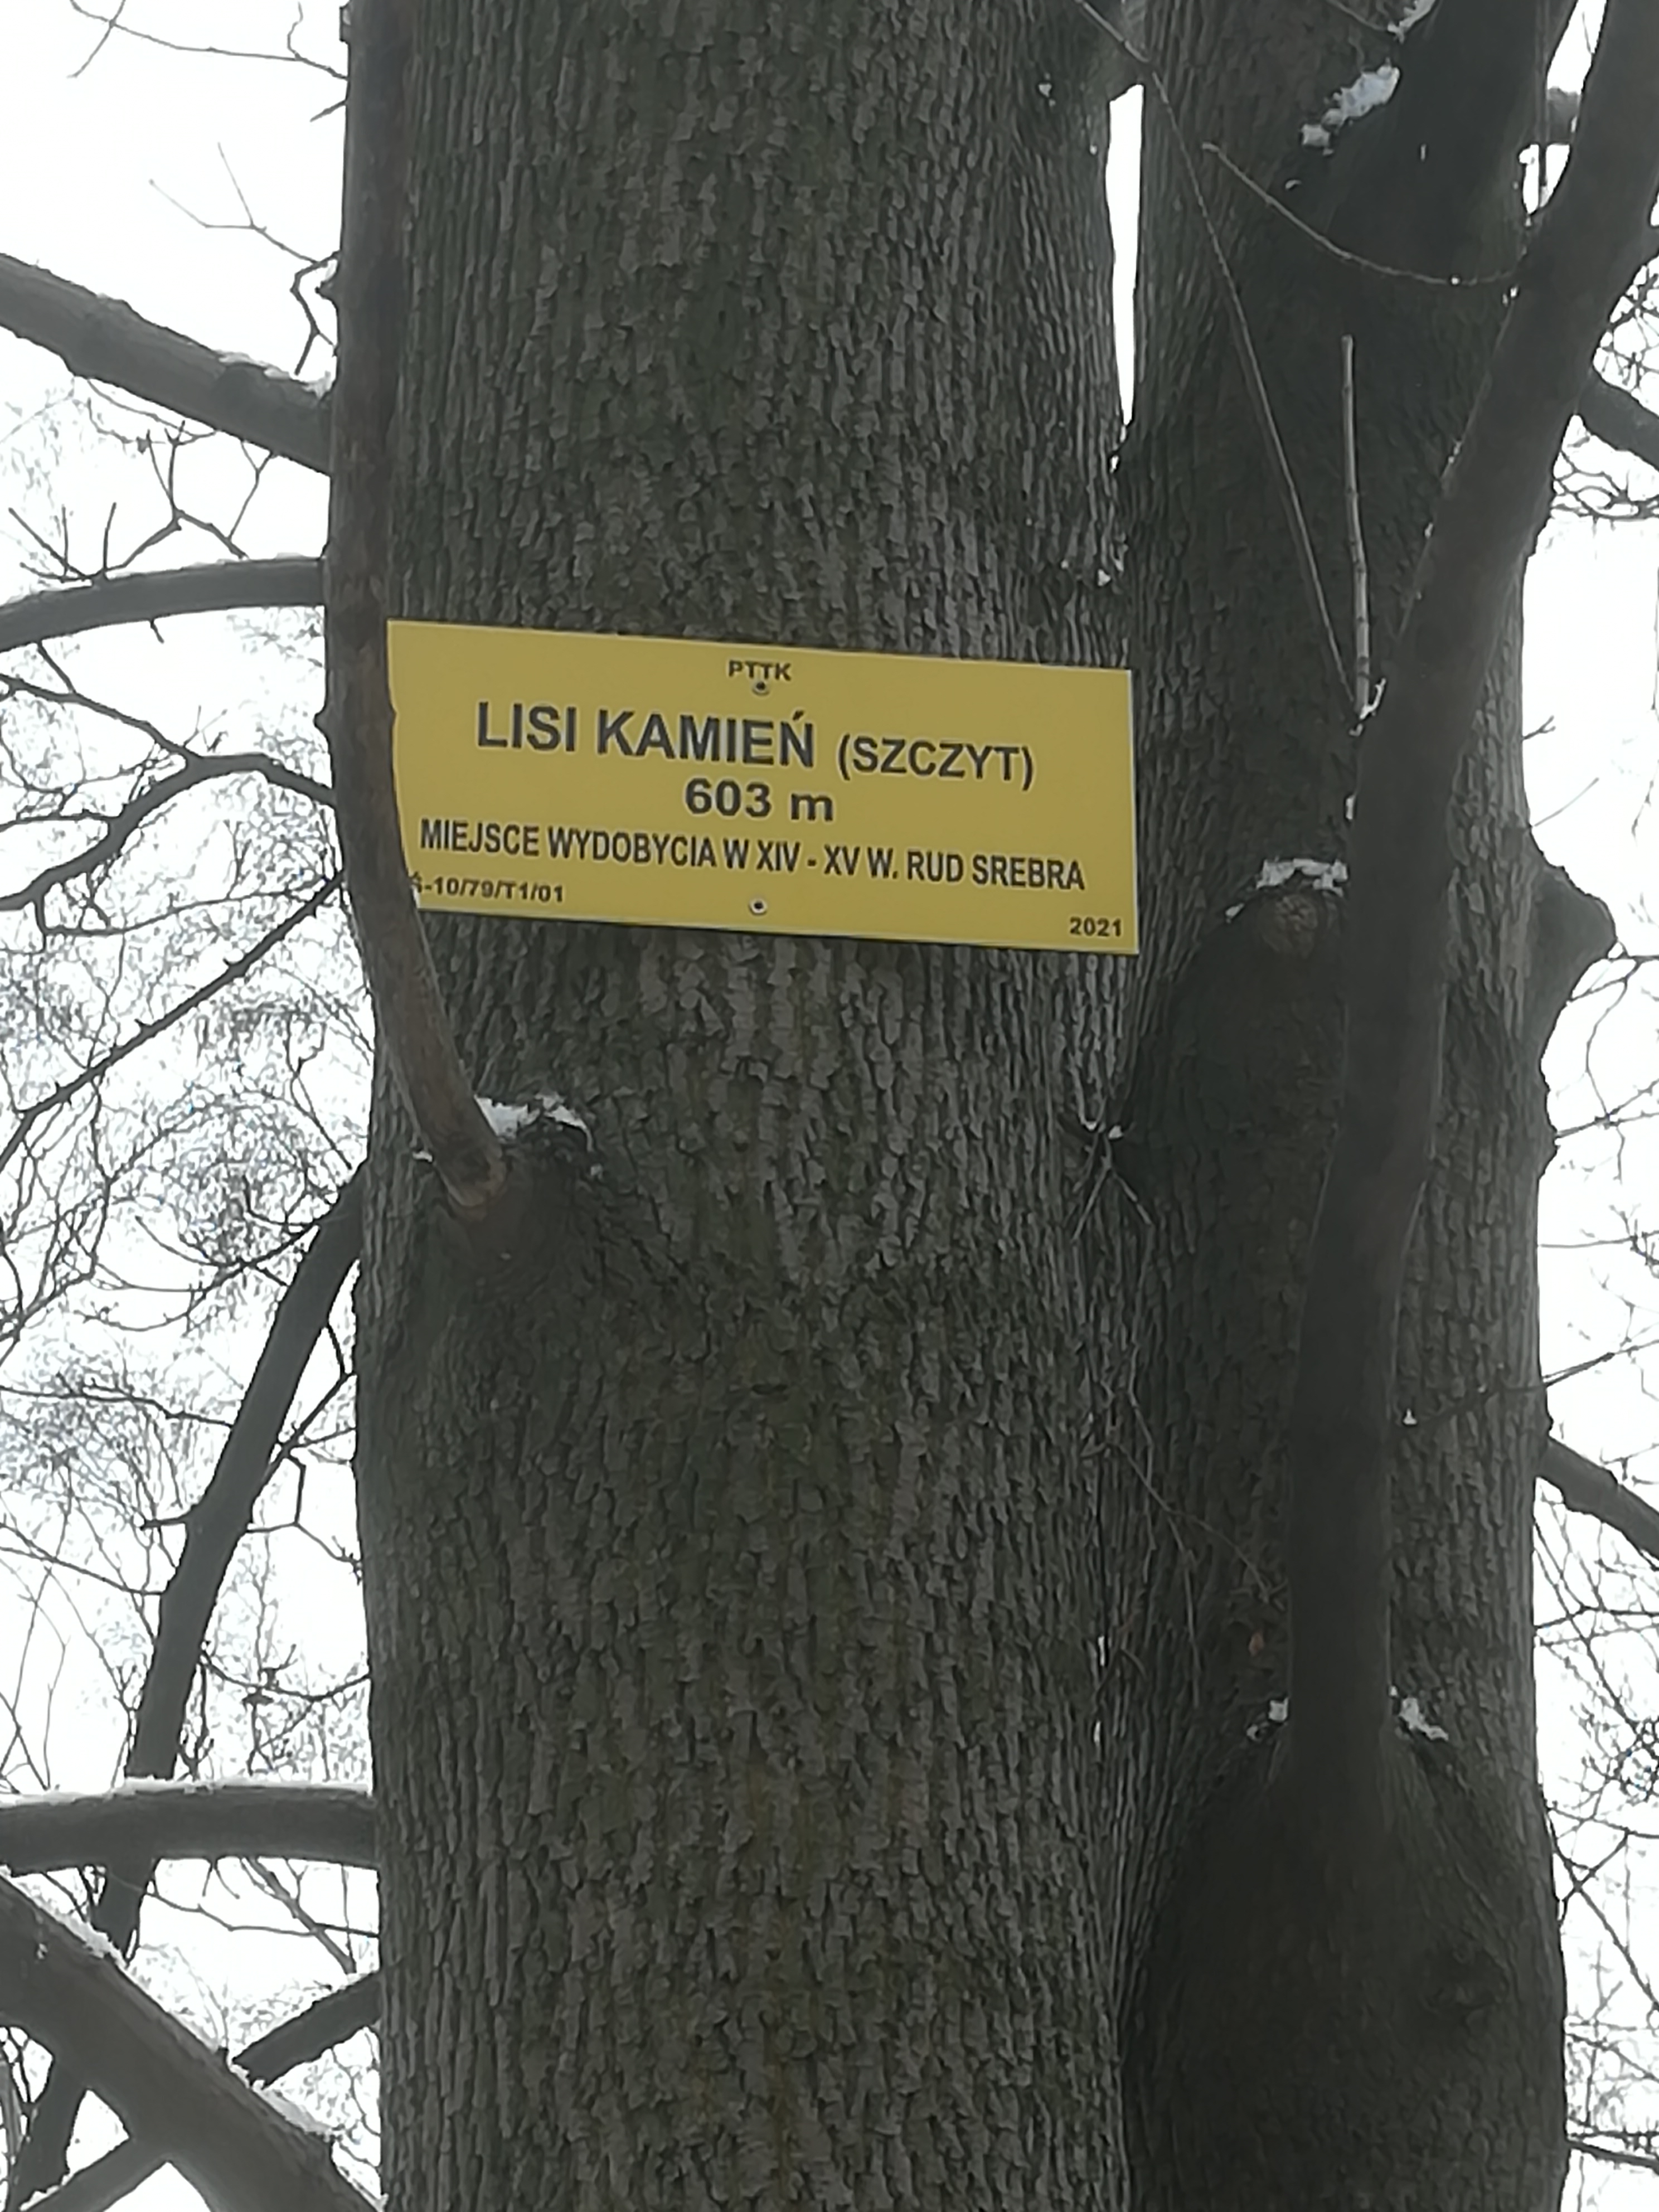 PTTK
LISI KAMIEŃ (SZCZYT)
603 m
MIEJSCE WYDOBYCIA W XIV - XV W. RUD SREBRA
Ś-10/79/T1/01
2021